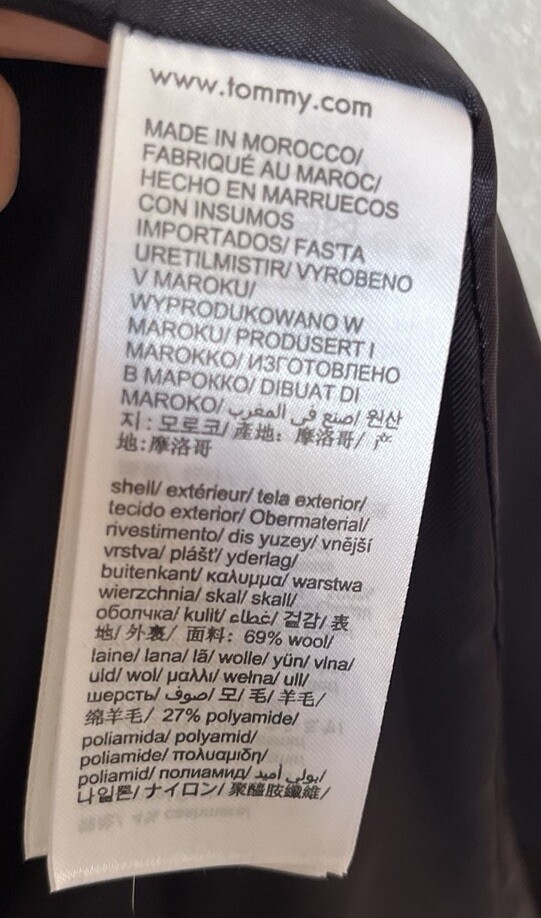 www.tommy.com
MADE IN MOROCCO/
FABRIQUÉ AU MAROC/
HECHO EN MARRUECOS
CON INSUMOS
IMPORTADOS/ FAS'TA
URETILMISTIR/ VYROBENO
V MAROKU/
WYPRODUKOWANO W
MAROKU/ PRODUSERT I
MAROKKO/ ИЗГОТОВЛЕНО
В МАРОККО/ DIBUAT DI
MAROKO/ صنع في المغرب/ 원산
지 : 모로코/ 產地: 摩洛哥/ 产
地:摩洛哥
shell/ extérieur/ tela exterior/
tecido exterior/ Obermaterial/
rivestimento/ dis yuzey/ vnější
vrstva/ plášť/ yderlag/
buitenkant/ καλυμμα/ warstwa
wierzchnia/ skal/ skall/
оболчка/ kulit/ غطاء/ 겉감/ 表
地/ 外裹/ 面料: 69% wool/
laine/ lana/ lã/ wolle/ yün/ vlna/
uld/ wol/ μαλλι/ wełna/ ull/
шерсть/ صوف/ 모/ 毛/ 羊毛/
绵羊毛/ 27% polyamide/
poliamida/ polyamid/
poliamide/ πολυαμιδη/
poliamid/ полиамид/ بولي أميد/
나일론/ ナイロン/ 聚醯胺纖維/